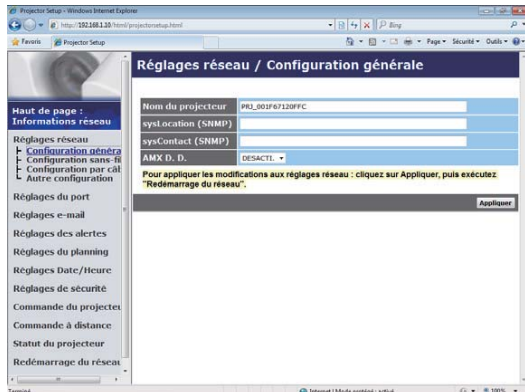 Projector Setup - Windows Internet Explorer
http://192.168.1.10/html/projectorsetup.html
Bing
Favoris
Projector Setup
Page
Sécurité
Outils
Réglages réseau / Configuration générale
Haut de page :
Informations réseau
Réglages réseau
Configuration généra
Configuration sans-fil
Configuration par câb
Autre configuration
Réglages du port
Réglages e-mail
Réglages des alertes
Réglages du planning
Réglages Date/Heure
Réglages de sécurité
Commande du projecteu
Commande à distance
Statut du projecteur
Redémarrage du réseau
Nom du projecteur PRJ_001F67120FFC
sysLocation (SNMP)
sysContact (SNMP)
AMX D. D. DESACTI.
Pour appliquer les modifications aux réglages réseau : cliquez sur Appliquer, puis exécutez
"Redémarrage du réseau".
Appliquer
Terminé
Internet | Mode protégé : activé
100%